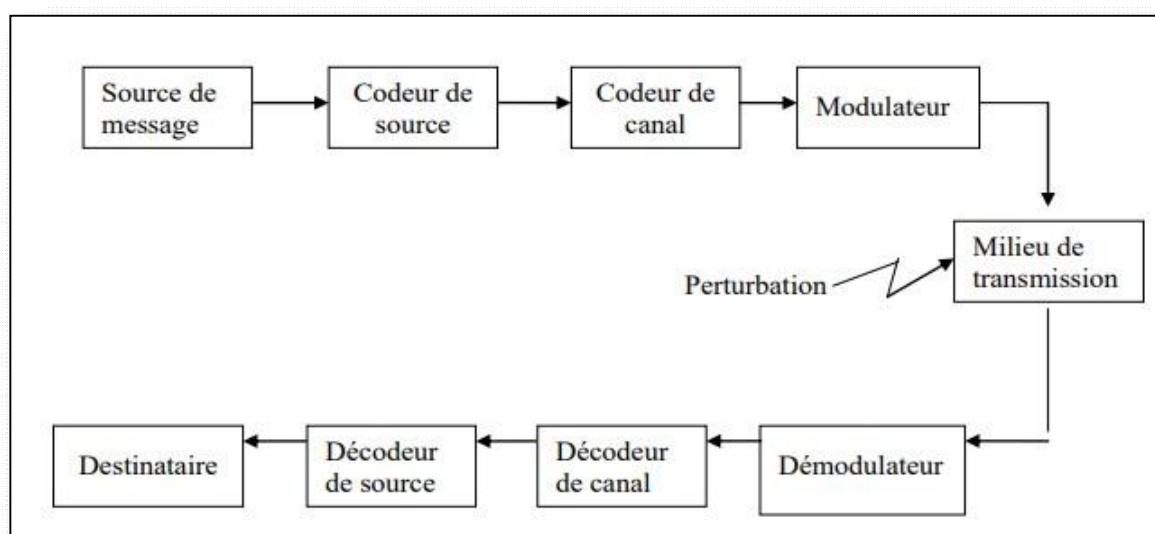 Source de
message
Codeur de
source
Codeur de
canal
Modulateur
Milieu de
transmission
Perturbation
Destinataire
Décodeur
de source
Décodeur
de canal
Démodulateur